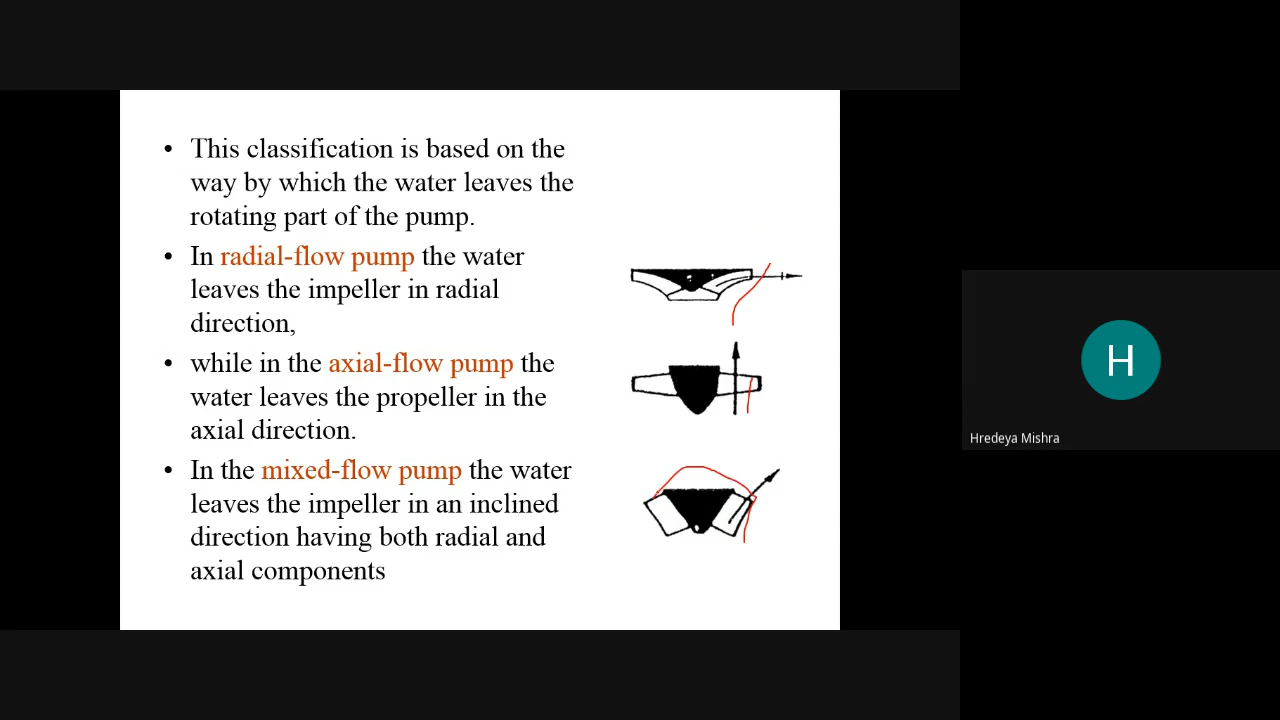 • This classification is based on the
way by which the water leaves the
rotating part of the pump.
• In radial-flow pump the water
leaves the impeller in radial
direction,
• while in the axial-flow pump the
water leaves the propeller in the
axial direction.
• In the mixed-flow pump the water
leaves the impeller in an inclined
direction having both radial and
axial components
H
Hredeya Mishra